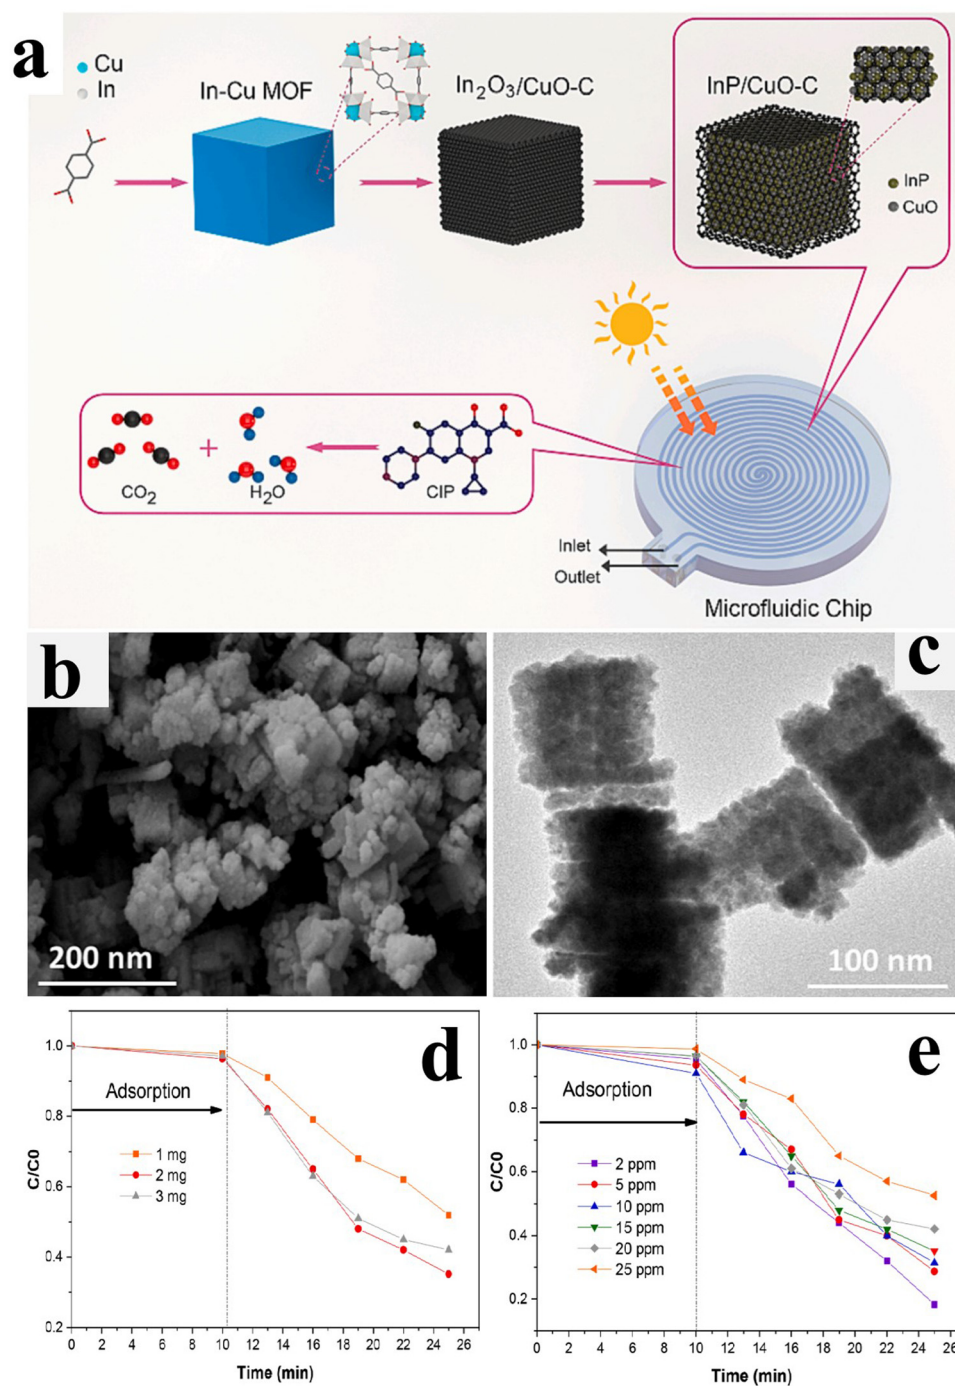 a
Cu
In
In-Cu MOF
In₂O₃/CuO-C
InP/CuO-C
InP
CuO
CO₂
+
H₂O
CIP
Inlet
Outlet
Microfluidic Chip
b
200 nm
c
100 nm
d
1.0
0.8
0.6
0.4
0.2
C/C0
Adsorption
1 mg
2 mg
3 mg
0 2 4 6 8 10 12 14 16 18 20 22 24 26
Time (min)
e
1.0
0.8
0.6
0.4
0.2
C/C0
Adsorption
2 ppm
5 ppm
10 ppm
15 ppm
20 ppm
25 ppm
0 2 4 6 8 10 12 14 16 18 20 22 24 26
Time (min)